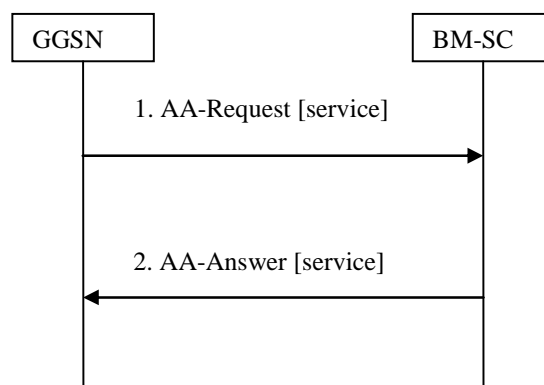 GGSN
BM-SC
1. AA-Request [service]
2. AA-Answer [service]